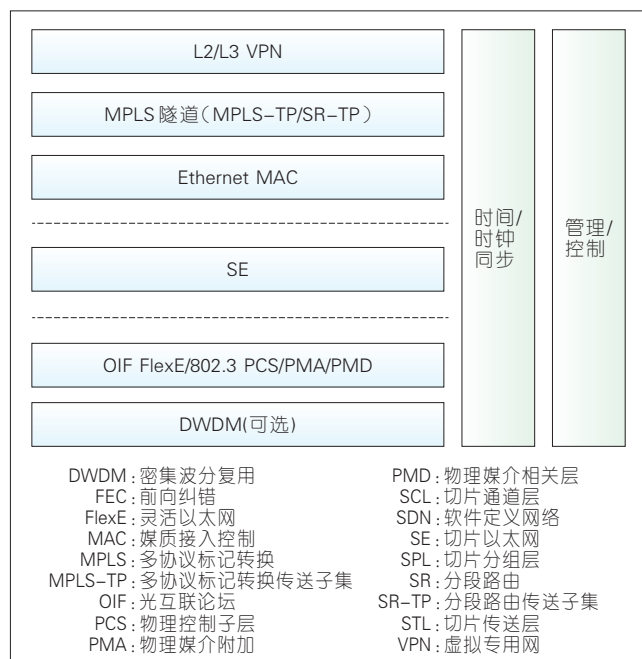 L2/L3 VPN
MPLS 隧道(MPLS-TP/SR-TP)
Ethernet MAC
SE
OIF FlexE/802.3 PCS/PMA/PMD
DWDM(可选)
时间/
时钟
同步
管理/
控制
DWDM:密集波分复用
FEC:前向纠错
FlexE:灵活以太网
MAC:媒质接入控制
MPLS:多协议标记转换
MPLS-TP:多协议标记转换传送子集
OIF:光互联论坛
PCS:物理控制子层
PMA:物理媒介附加
PMD:物理媒介相关层
SCL:切片通道层
SDN:软件定义网络
SE:切片以太网
SPL:切片分组层
SR:分段路由
SR-TP:分段路由传送子集
STL:切片传送层
VPN:虚拟专用网